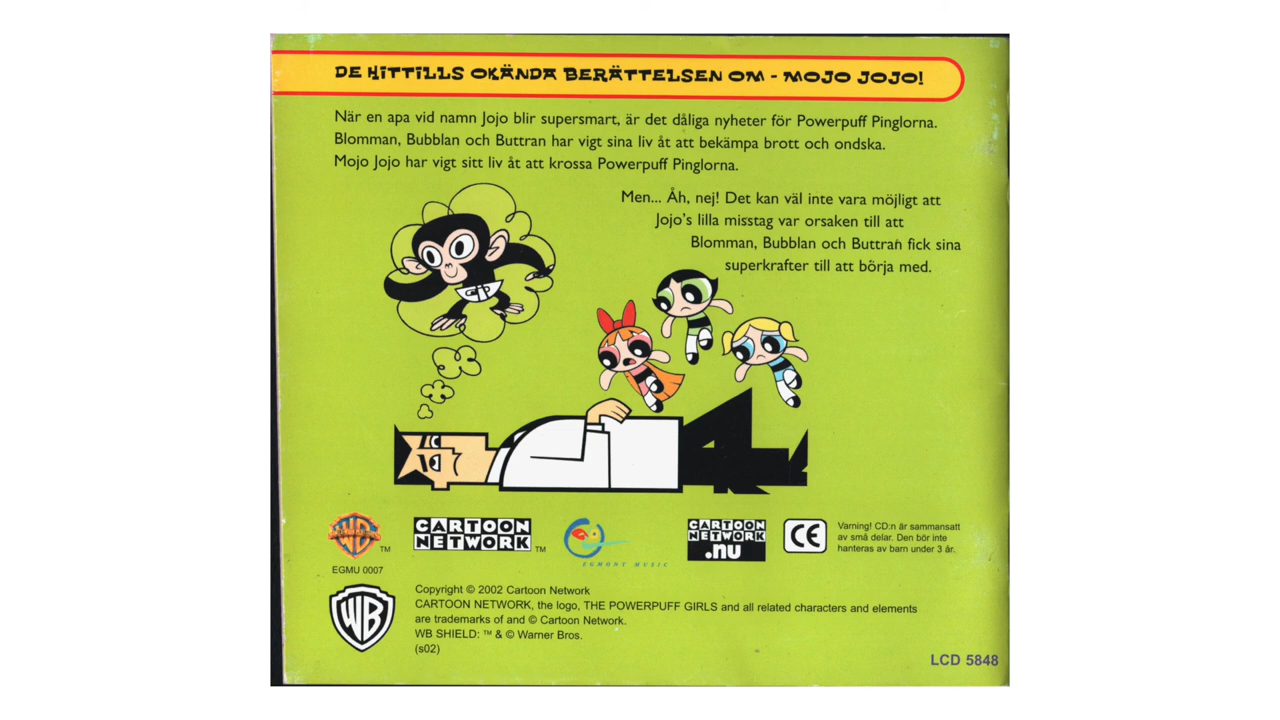 DE HITTILLS OKÄNDA BERÄTTELSEN OM - MOJO JOJO!
När en apa vid namn Jojo blir supersmart, är det dåliga nyheter för Powerpuff Pinglorna.
Blomman, Bubblan och Buttran har vigt sina liv åt att bekämpa brott och ondska.
Mojo Jojo har vigt sitt liv åt att krossa Powerpuff Pinglorna.
Men... Åh, nej! Det kan väl inte vara möjligt att
Jojo's lilla misstag var orsaken till att
Blomman, Bubblan och Buttran fick sina
superkrafter till att börja med.
WB
TM
CARTOON
NETWORK
TM
EGMONT MUSIC
CARTOON
NETWORK
.nu
CE
Varning! CD:n är sammansatt
av små delar. Den bör inte
hanteras av barn under 3 år.
EGMU 0007
WB
Copyright © 2002 Cartoon Network
CARTOON NETWORK, the logo, THE POWERPUFF GIRLS and all related characters and elements
are trademarks of and © Cartoon Network.
WB SHIELD: ™ & © Warner Bros.
(s02)
LCD 5848